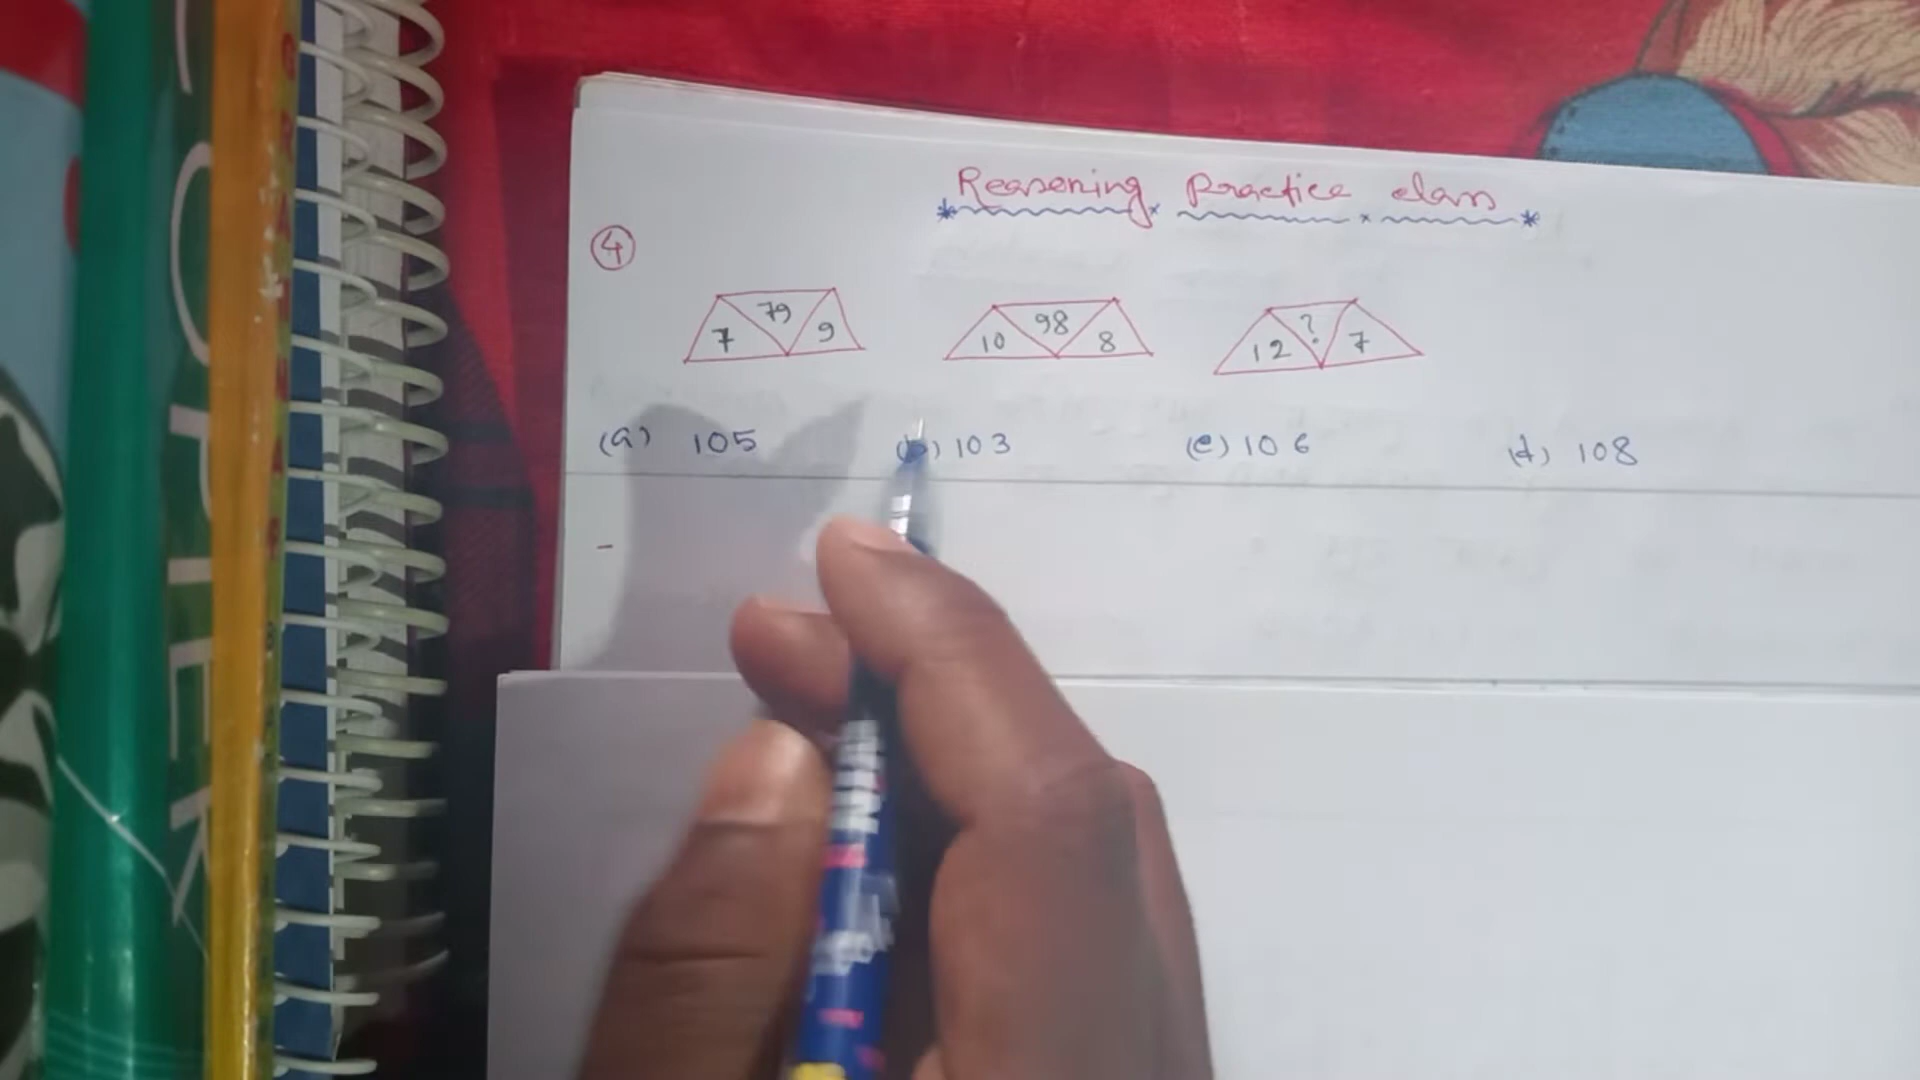 Reasoning Practice class
4
7 79 9 10 98 8 12 ? 7
(a) 105 (b) 103 (c) 106 (d) 108
-